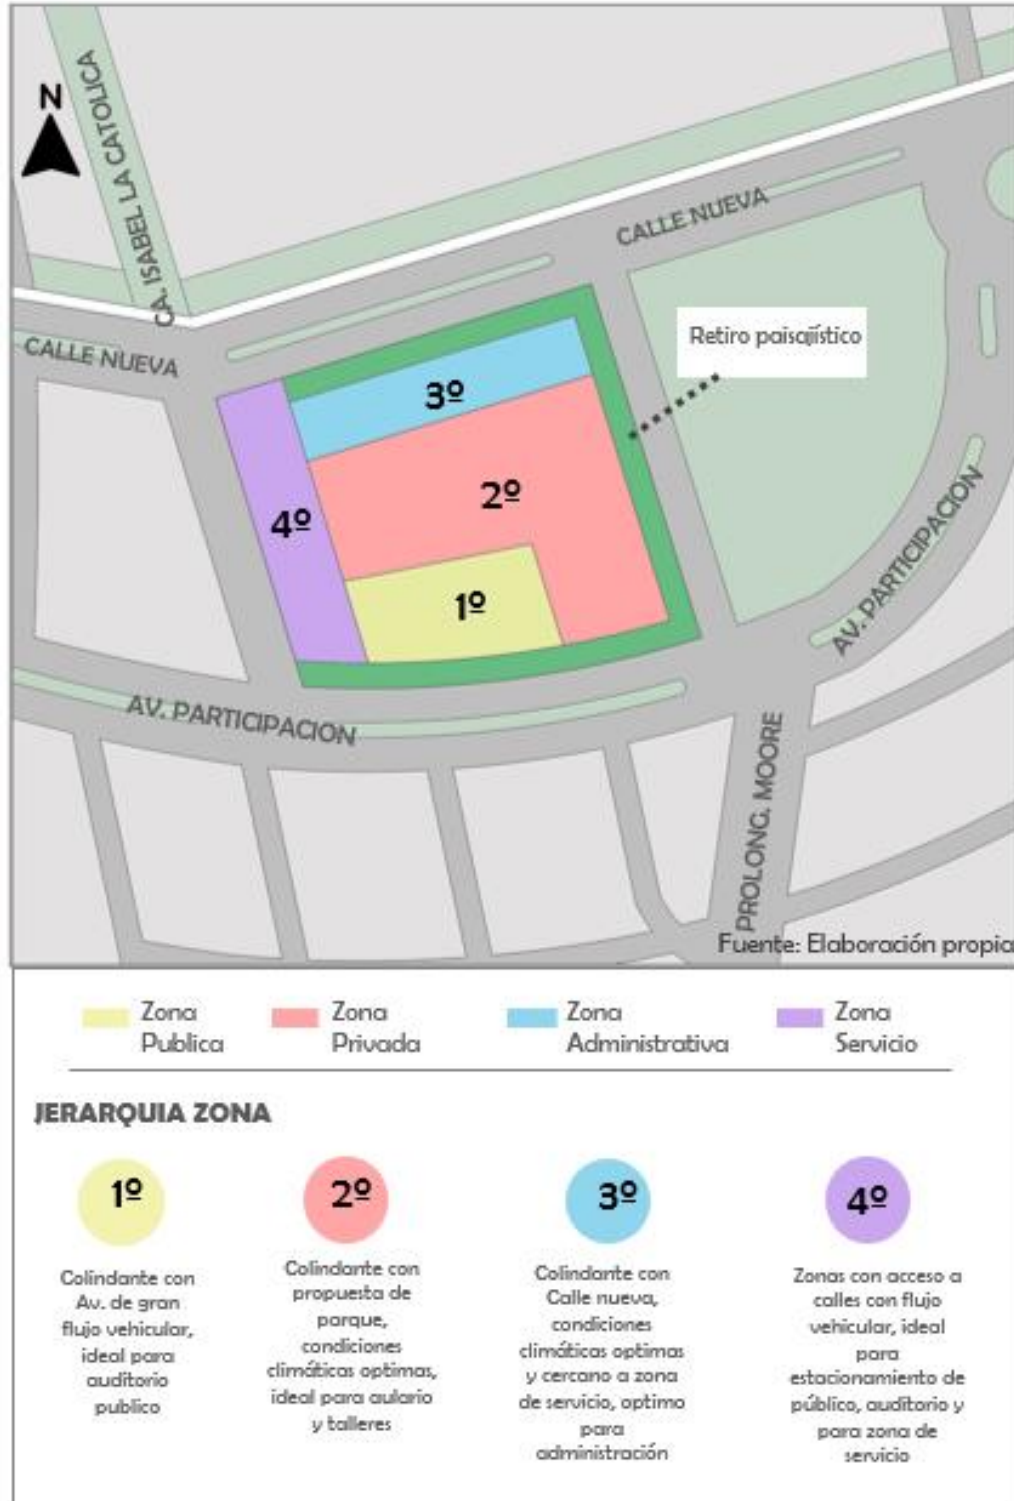 N
CA. ISABEL LA CATOLICA
CALLE NUEVA
CALLE NUEVA
Retiro paisajístico
3º
2º
4º
1º
AV. PARTICIPACION
AV. PARTICIPACION
PROLONG. MOORE
Fuente: Elaboración propia
Zona
Publica
Zona
Privada
Zona
Administrativa
Zona
Servicio
JERARQUIA ZONA
1º
Colindante con
Av. de gran
flujo vehicular,
ideal para
auditorio
publico
2º
Colindante con
propuesta de
parque,
condiciones
climáticas optimas,
ideal para aulario
y talleres
3º
Colindante con
Calle nueva,
condiciones
climáticas optimas
y cercano a zona
de servicio, optimo
para
administración
4º
Zonas con acceso a
calles con flujo
vehicular, ideal
para
estacionamiento de
público, auditorio y
para zona de
servicio